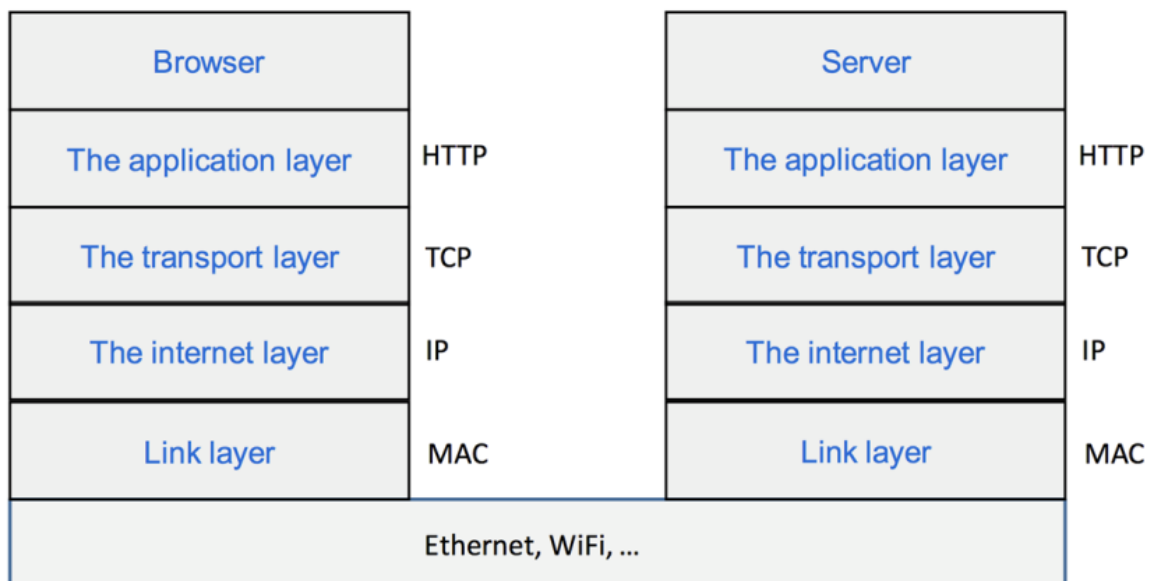 Browser
Server
The application layer
HTTP
The application layer
HTTP
The transport layer
TCP
The transport layer
TCP
The internet layer
IP
The internet layer
IP
Link layer
MAC
Link layer
MAC
Ethernet, WiFi, ...